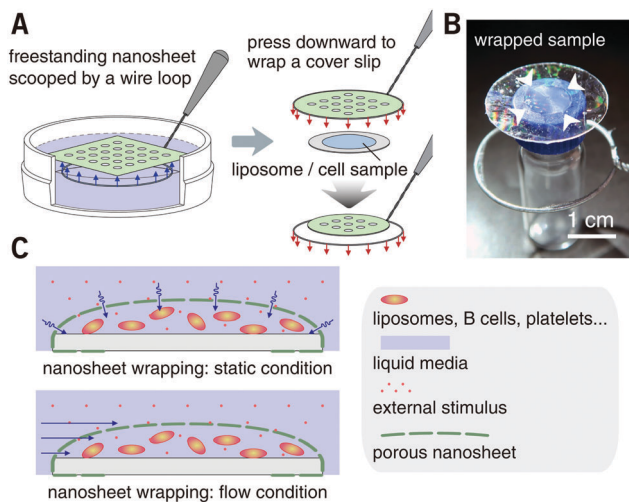 A
freestanding nanosheet
scooped by a wire loop
press downward to
wrap a cover slip
liposome / cell sample
B
wrapped sample
1 cm
C
nanosheet wrapping: static condition
nanosheet wrapping: flow condition
liposomes, B cells, platelets...
liquid media
external stimulus
porous nanosheet